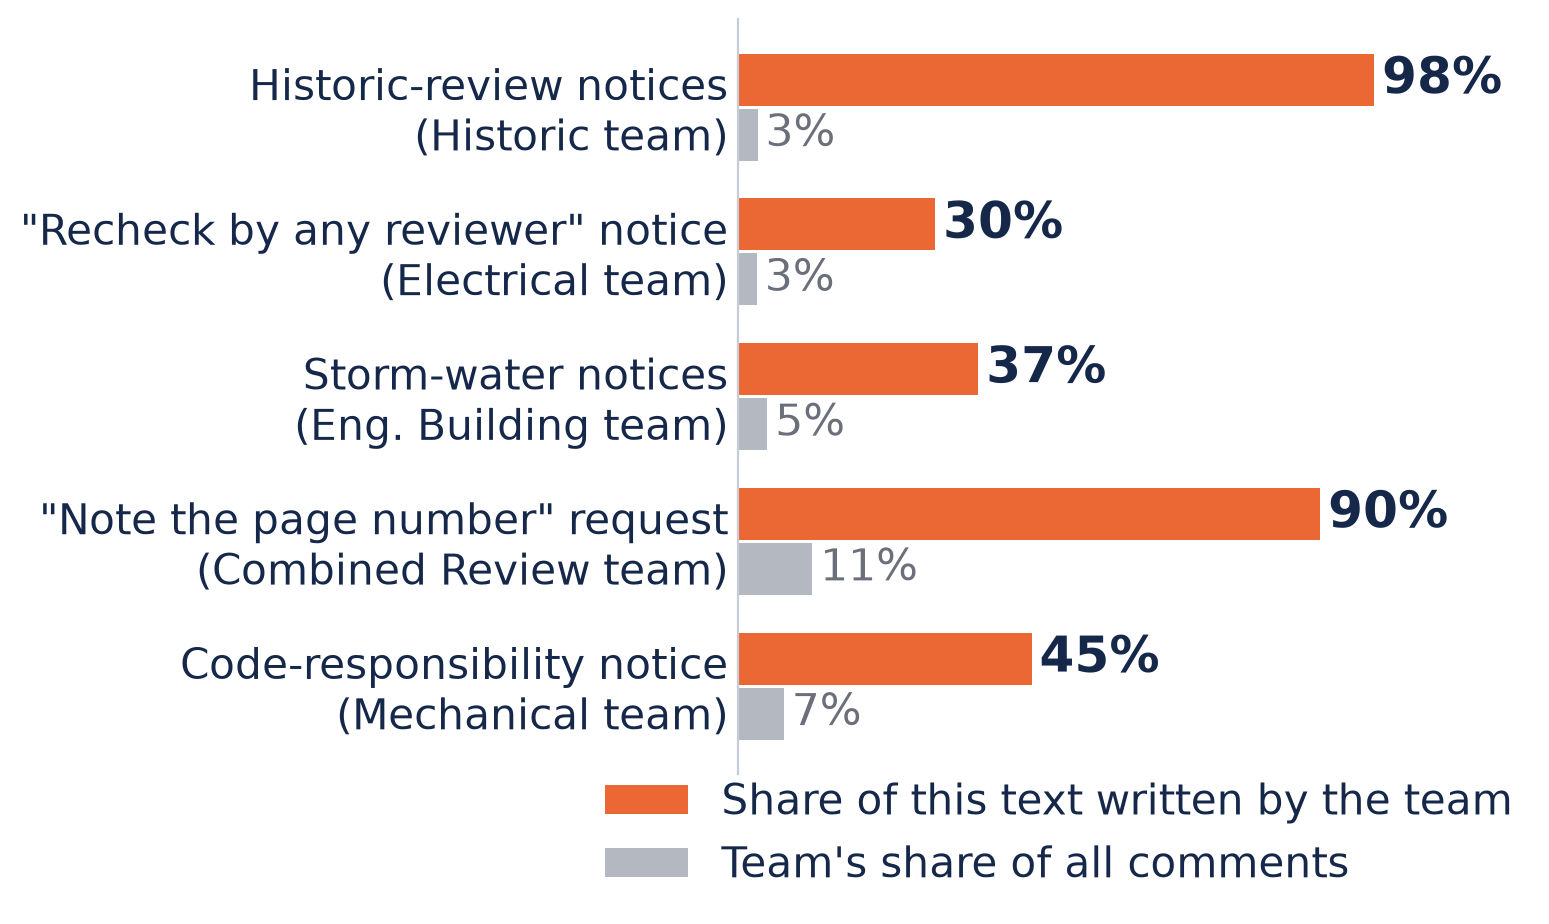 Historic-review notices
(Historic team)
98%
3%
"Recheck by any reviewer" notice
(Electrical team)
30%
3%
Storm-water notices
(Eng. Building team)
37%
5%
"Note the page number" request
(Combined Review team)
90%
11%
Code-responsibility notice
(Mechanical team)
45%
7%
Share of this text written by the team
Team's share of all comments